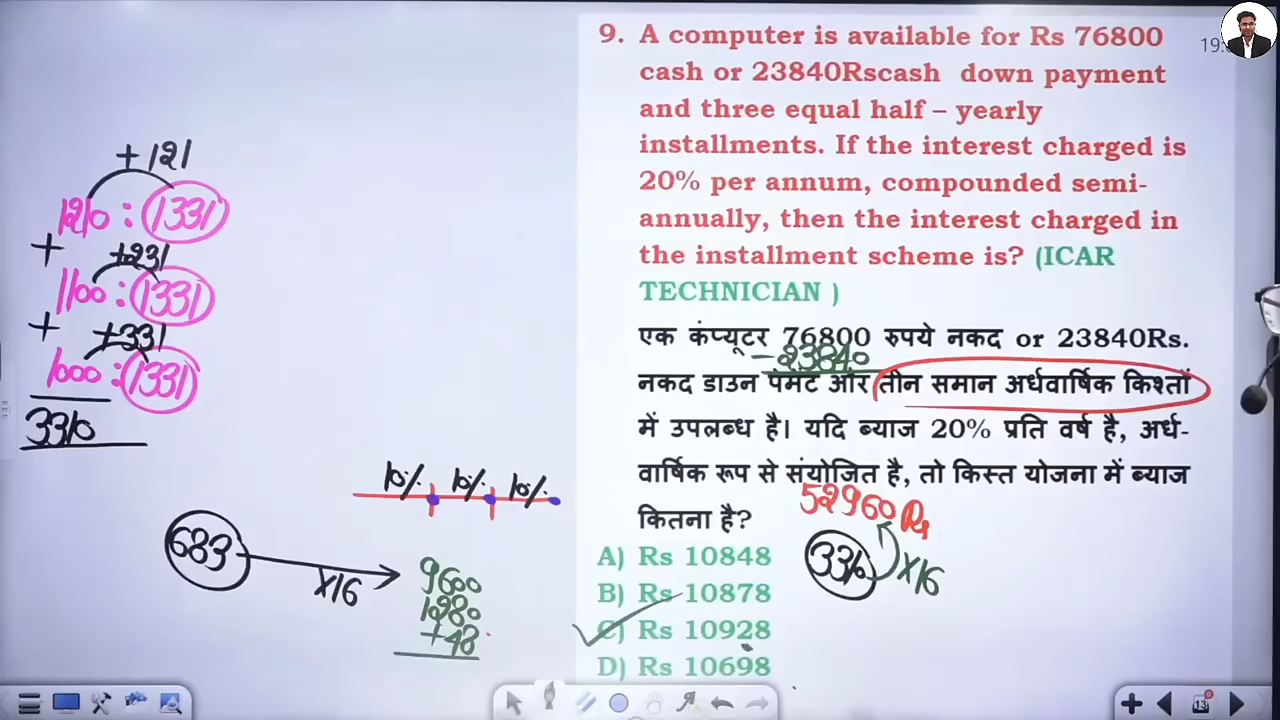 9. A computer is available for Rs 76800
cash or 23840Rscash down payment
and three equal half – yearly
installments. If the interest charged is
20% per annum, compounded semi-
annually, then the interest charged in
the installment scheme is? (ICAR
TECHNICIAN )
एक कंप्यूटर 76800 रुपये नकद or 23840Rs.
- 23840
नकद डाउन पेमेंट और तीन समान अर्धवार्षिक किश्तों
में उपलब्ध है। यदि ब्याज 20% प्रति वर्ष है, अर्ध-
वार्षिक रूप से संयोजित है, तो किस्त योजना में ब्याज
कितना है?
52960 Rs
A) Rs 10848
B) Rs 10878
C) Rs 10928
D) Rs 10698
3310 ×16
+121
1210 : 1331
+
+231
1100 : 1331
+
+331
1000 : 1331
3310
10% 10% 10%
683 ×16
9600
1280
+48
13